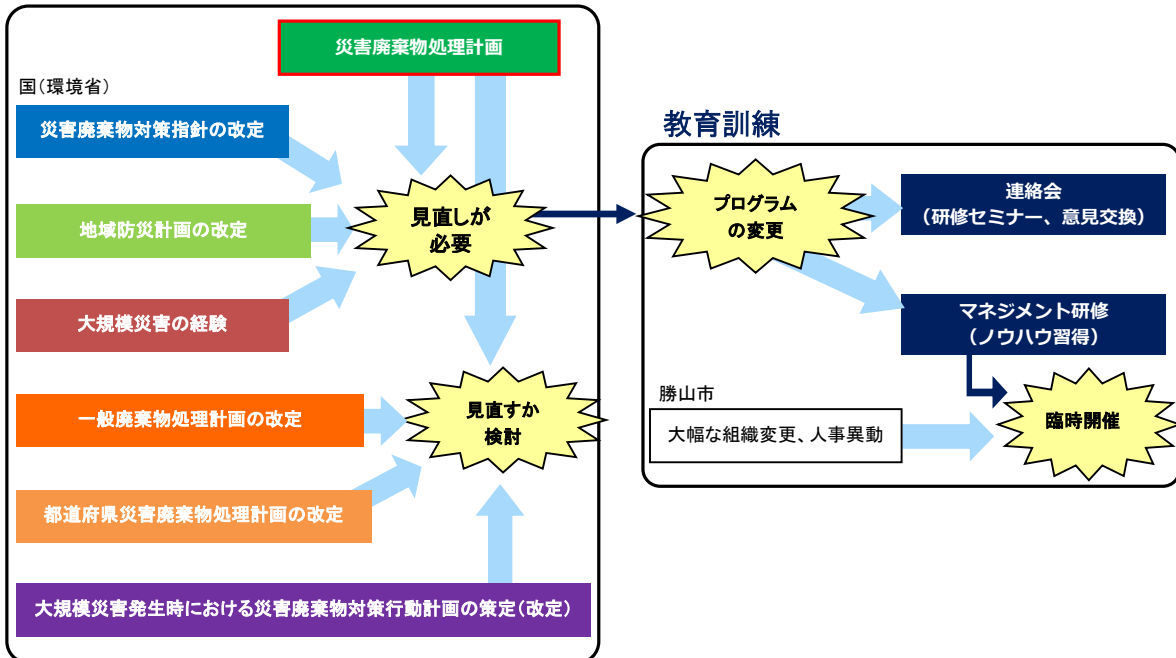 災害廃棄物処理計画
国(環境省)
災害廃棄物対策指針の改定
地域防災計画の改定
大規模災害の経験
見直しが
必要
一般廃棄物処理計画の改定
都道府県災害廃棄物処理計画の改定
見直すか
検討
大規模災害発生時における災害廃棄物対策行動計画の策定(改定)
教育訓練
プログラム
の変更
連絡会
(研修セミナー、意見交換)
マネジメント研修
(ノウハウ習得)
勝山市
大幅な組織変更、人事異動
臨時開催